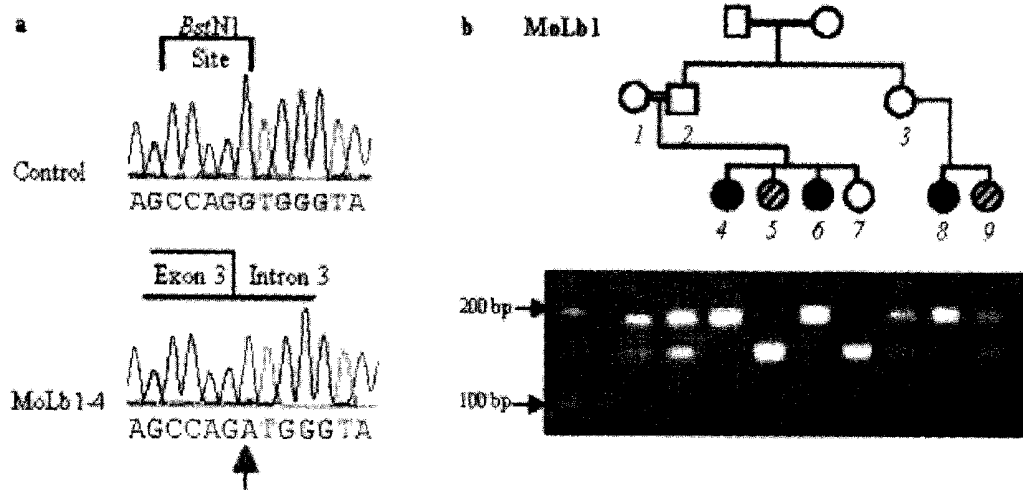 a
BstN1
Site
Control
AGCCAGGTGGGTA
Exon 3 Intron 3
MoLb1-4
AGCCAGATGGGTA
b MoLb1
1 2 3
4 5 6 7 8 9
200 bp
100 bp